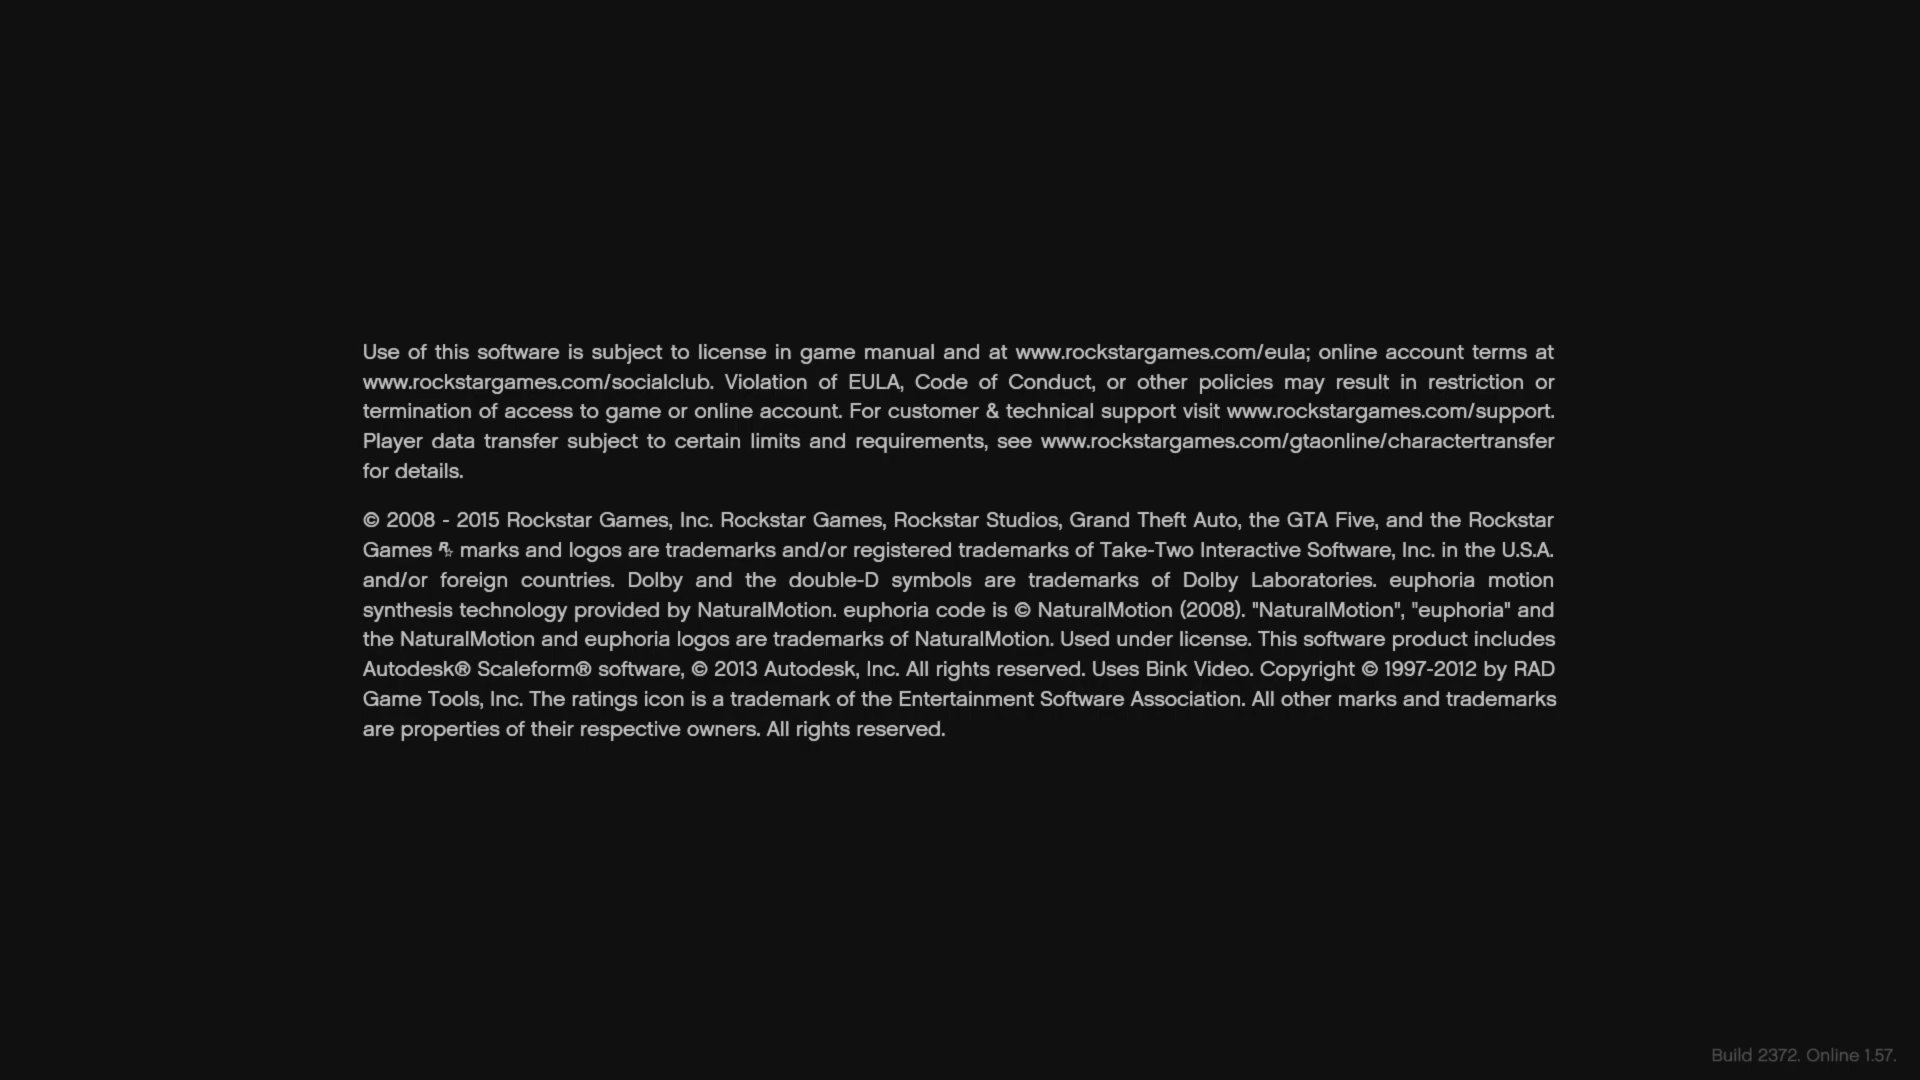 Use of this software is subject to license in game manual and at www.rockstargames.com/eula; online account terms at
www.rockstargames.com/socialclub. Violation of EULA, Code of Conduct, or other policies may result in restriction or
termination of access to game or online account. For customer & technical support visit www.rockstargames.com/support.
Player data transfer subject to certain limits and requirements, see www.rockstargames.com/gtaonline/charactertransfer
for details.
© 2008 - 2015 Rockstar Games, Inc. Rockstar Games, Rockstar Studios, Grand Theft Auto, the GTA Five, and the Rockstar
Games R* marks and logos are trademarks and/or registered trademarks of Take-Two Interactive Software, Inc. in the U.S.A.
and/or foreign countries. Dolby and the double-D symbols are trademarks of Dolby Laboratories. euphoria motion
synthesis technology provided by NaturalMotion. euphoria code is © NaturalMotion (2008). "NaturalMotion", "euphoria" and
the NaturalMotion and euphoria logos are trademarks of NaturalMotion. Used under license. This software product includes
Autodesk® Scaleform® software, © 2013 Autodesk, Inc. All rights reserved. Uses Bink Video. Copyright © 1997-2012 by RAD
Game Tools, Inc. The ratings icon is a trademark of the Entertainment Software Association. All other marks and trademarks
are properties of their respective owners. All rights reserved.
Build 2372. Online 1.57.